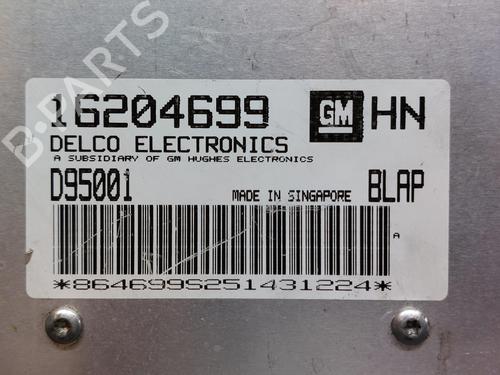 16204699 GM HN
DELCO ELECTRONICS
A SUBSIDIARY OF GM HUGHES ELECTRONICS
D95001 MADE IN SINGAPORE BLAP
A
*864699S251431224*
B-PARTS